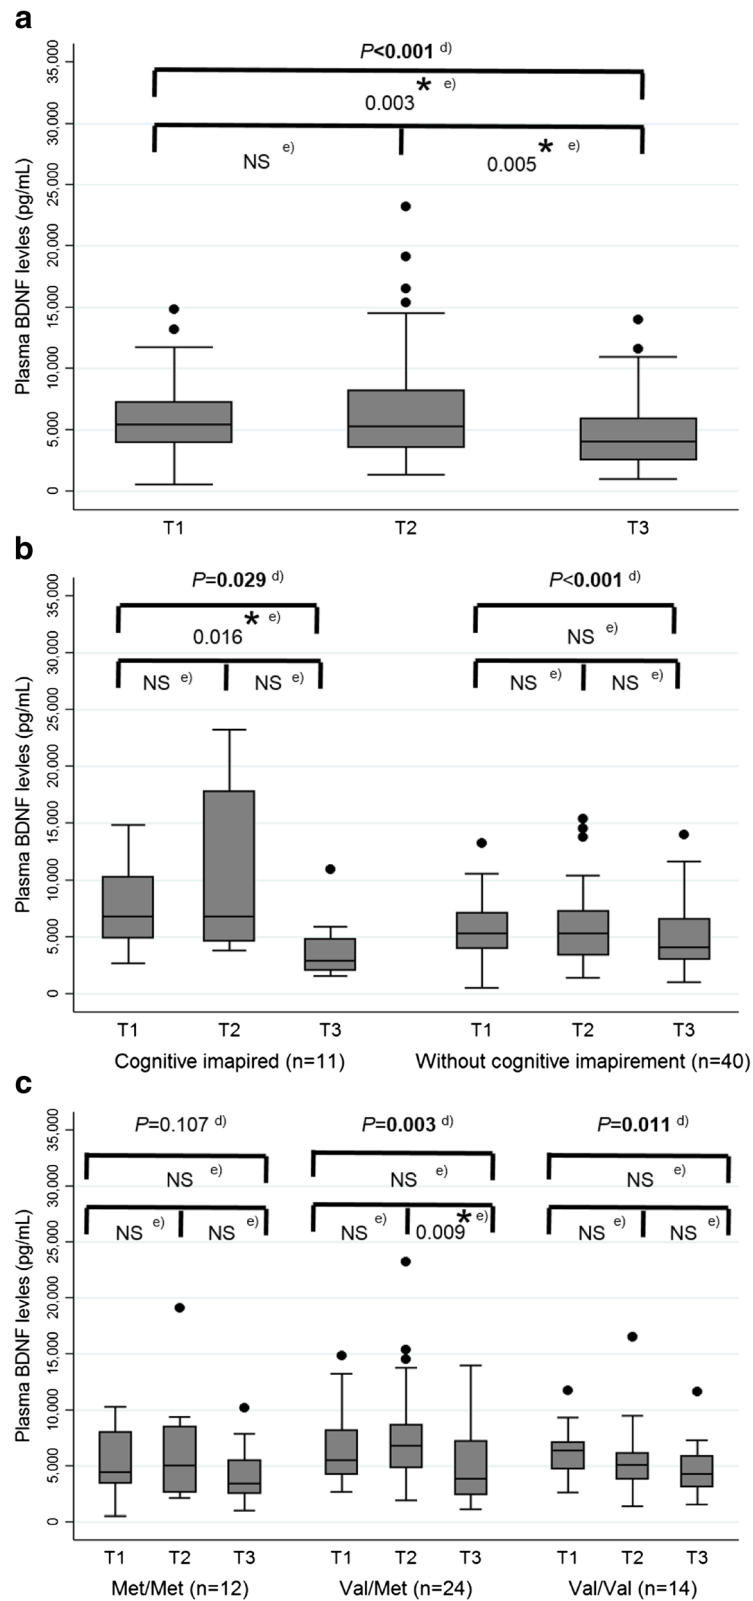 a
P<0.001 d)
* e)
0.003
NS e)
* e)
0.005
Plasma BDNF levles (pg/mL)
35,000
30,000
25,000
20,000
15,000
10,000
5,000
0
T1 T2 T3
b
P=0.029 d)
P<0.001 d)
* e)
0.016
NS e)
NS e) NS e)
NS e) NS e)
Plasma BDNF levles (pg/mL)
35,000
30,000
25,000
20,000
15,000
10,000
5,000
0
T1 T2 T3 T1 T2 T3
Cognitive imapired (n=11) Without cognitive imapirement (n=40)
c
P=0.107 d) P=0.003 d) P=0.011 d)
NS e) NS e) NS e)
NS e) NS e) NS e) 0.009 * e) NS e) NS e)
Plasma BDNF levles (pg/mL)
35,000
30,000
25,000
20,000
15,000
10,000
5,000
0
T1 T2 T3 T1 T2 T3 T1 T2 T3
Met/Met (n=12) Val/Met (n=24) Val/Val (n=14)